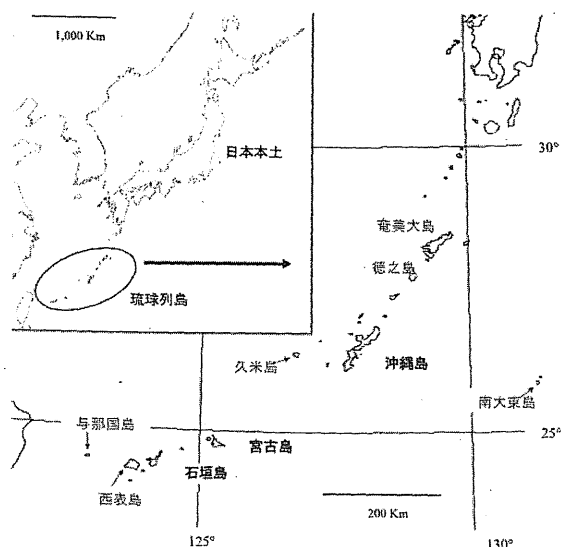 1,000 Km
日本本土
30°
奄美大島
徳之島
琉球列島
久米島
沖縄島
南大東島
与那国島
25°
宮古島
石垣島
西表島
200 Km
125°
130°